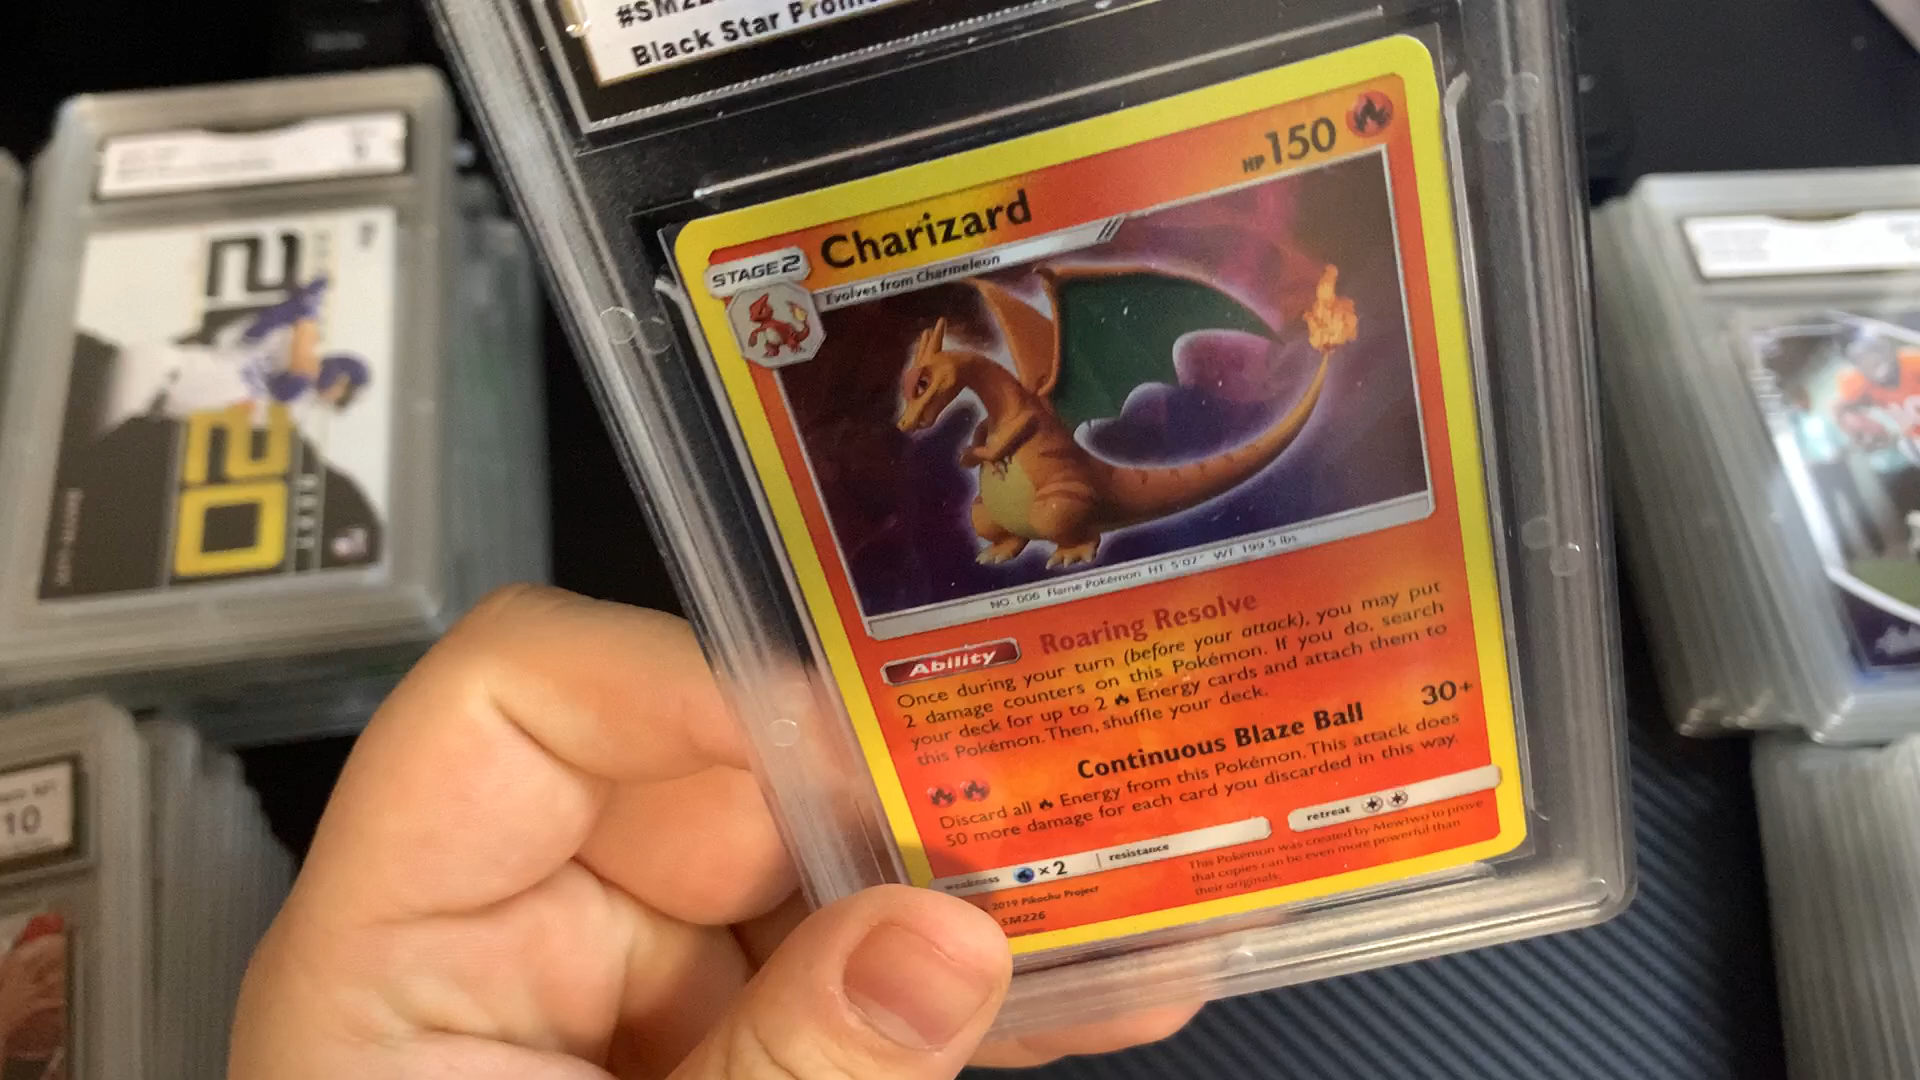 Black Star
HP 150
STAGE 2
Charizard
Evolves from Charmeleon
NO. 006 Flame Pokémon HT: 5'07" WT: 199.5 lbs
Ability Roaring Resolve
Once during your turn (before your attack), you may put
2 damage counters on this Pokémon. If you do, search
your deck for up to 2 Energy cards and attach them to
this Pokémon. Then, shuffle your deck.
Continuous Blaze Ball 30+
Discard all Energy from this Pokémon. This attack does
50 more damage for each card you discarded in this way.
weakness ×2 resistance retreat
This Pokémon was created by Mewtwo to prove
that copies can be even more powerful than
their originals.
2019 Pikachu Project
SM226
2
0
2
0
10